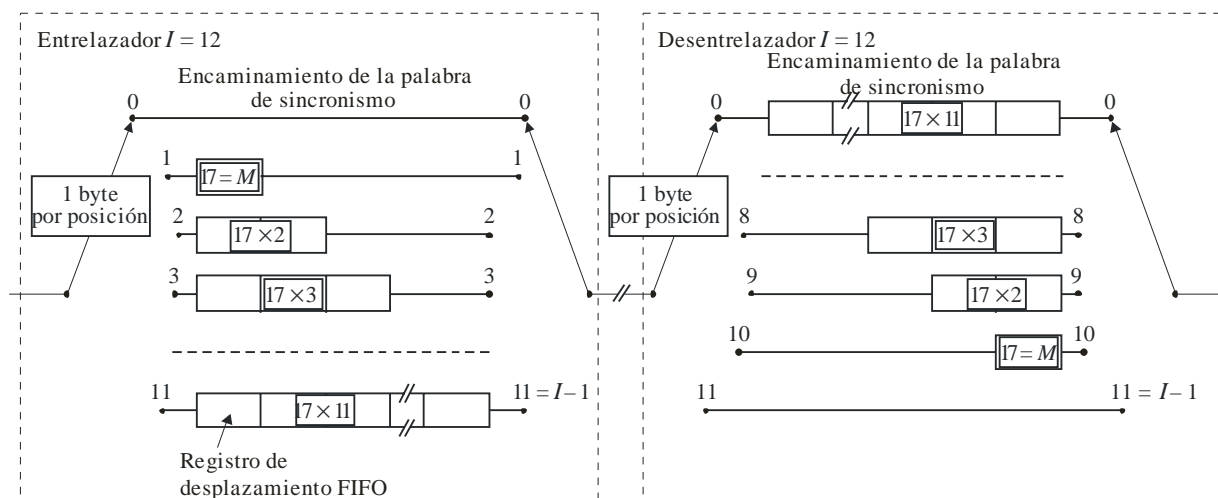 Entrelazador I = 12
Encaminamiento de la palabra
de sincronismo
0
0
1
17 = M
1
1 byte
por posición
2
17 × 2
2
3
17 × 3
3
11
17 × 11
11 = I – 1
Registro de
desplazamiento FIFO
Desentrelazador I = 12
Encaminamiento de la palabra
de sincronismo
0
17 × 11
0
1 byte
por posición
8
17 × 3
8
9
17 × 2
9
10
17 = M
10
11
11 = I – 1